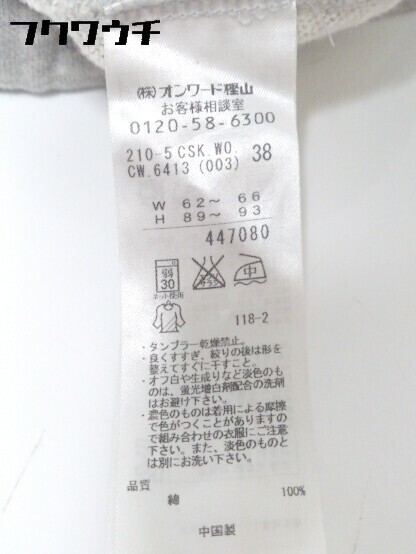 フクウウチ
(株)オンワード樫山
お客様相談室
0120-58-6300
210-5 CSK.WO. 38
CW.6413 (003)
W 62～ 66
H 89～ 93
447080
弱
30
ネット使用
エンソ
サラシ
中
118-2
・タンブラー乾燥禁止。
・良くすすぎ、絞りの後は形を
整えてすぐに干すこと。
・オフ白や生成りなど淡色のも
のは、蛍光増白剤配合の洗剤
はお避け下さい。
・濃色のものは着用による摩擦
で色がつくことがありますの
で組み合わせの衣服にご注意
下さい。また、淡色のものと
は別にお洗い下さい。
品質
綿 100%
中国製